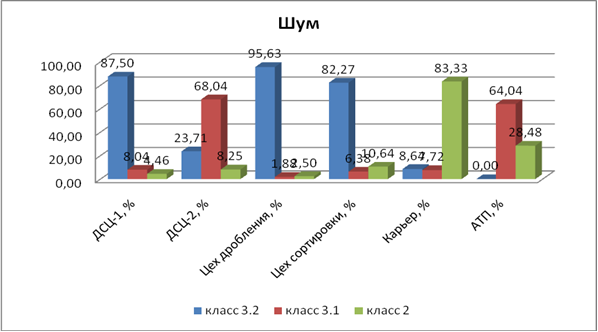 Шум
100,00
80,00
60,00
40,00
20,00
0,00
87,50
8,04
4,46
23,71
68,04
8,25
95,63
1,88
2,50
82,27
6,38
10,64
8,64
7,72
83,33
0,00
64,04
28,48
ДСЦ-1, %
ДСЦ-2, %
Цех дробления, %
Цех сортировки, %
Карьер, %
АТП, %
класс 3.2
класс 3.1
класс 2